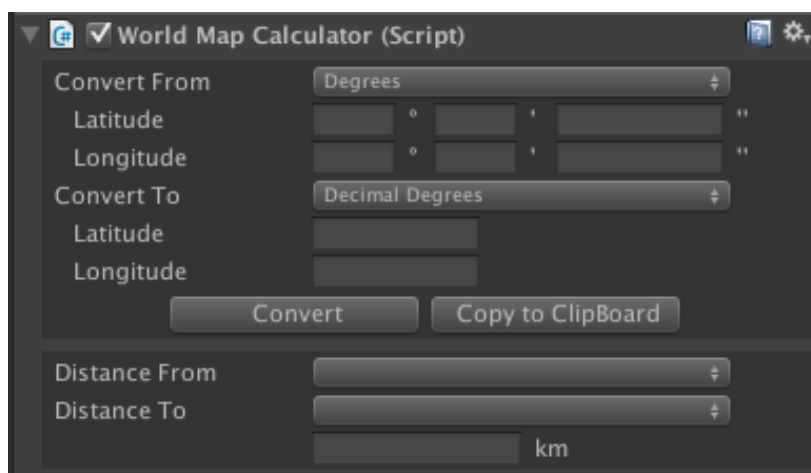 C# World Map Calculator (Script) ?
Convert From Degrees
Latitude ° ' "
Longitude ° ' "
Convert To Decimal Degrees
Latitude
Longitude
Convert Copy to ClipBoard
Distance From
Distance To
km